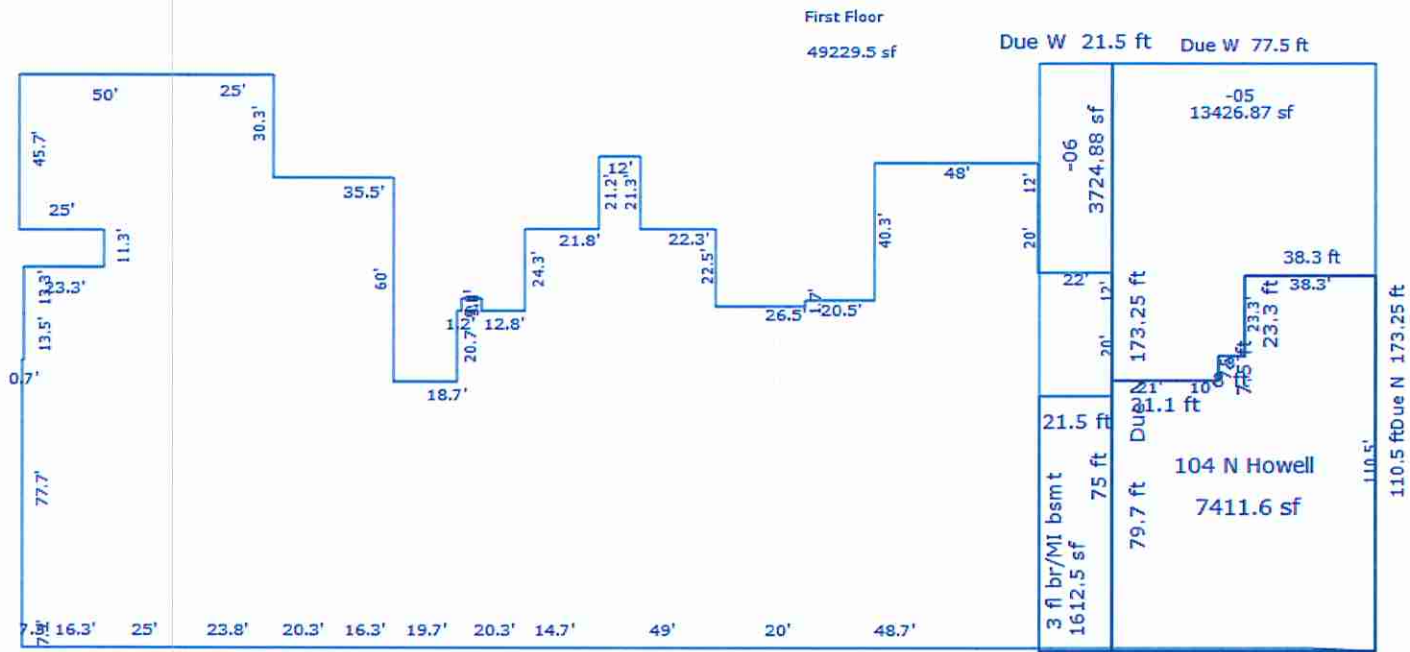 First Floor
49229.5 sf
Due W 21.5 ft
Due W 77.5 ft
50'
25'
30.3'
45.7'
35.5'
25'
11.3'
13.3'
23.3'
13.5'
0.7'
77.7'
60'
18.7'
20.7'
1.2'
12.8'
24.3'
21.8'
12'
21.2'
21.3'
22.3'
22.5'
26.5'
20.5'
40.3'
48'
12'
20'
22'
12'
20'
-06
3724.88 sf
-05
13426.87 sf
173.25 ft
38.3 ft
38.3'
23.3'
23.3 ft
21'
10'
21.1 ft
21.5 ft
75 ft
79.7 ft
104 N Howell
7411.6 sf
110.5'
110.5 ft
Due N 173.25 ft
3 fl br/MI bsmt
1612.5 sf
16.3'
25'
23.8'
20.3'
16.3'
19.7'
20.3'
14.7'
49'
20'
48.7'